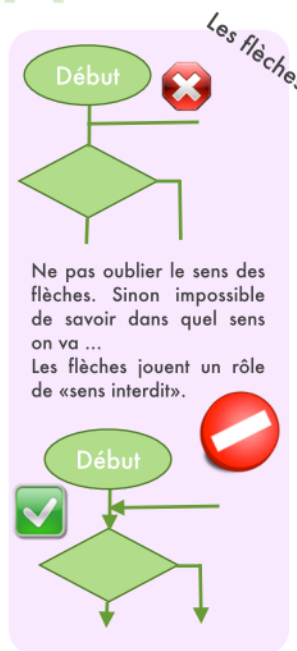 Les flèches
Début
Ne pas oublier le sens des
flèches. Sinon impossible
de savoir dans quel sens
on va ...
Les flèches jouent un rôle
de «sens interdit».
Début